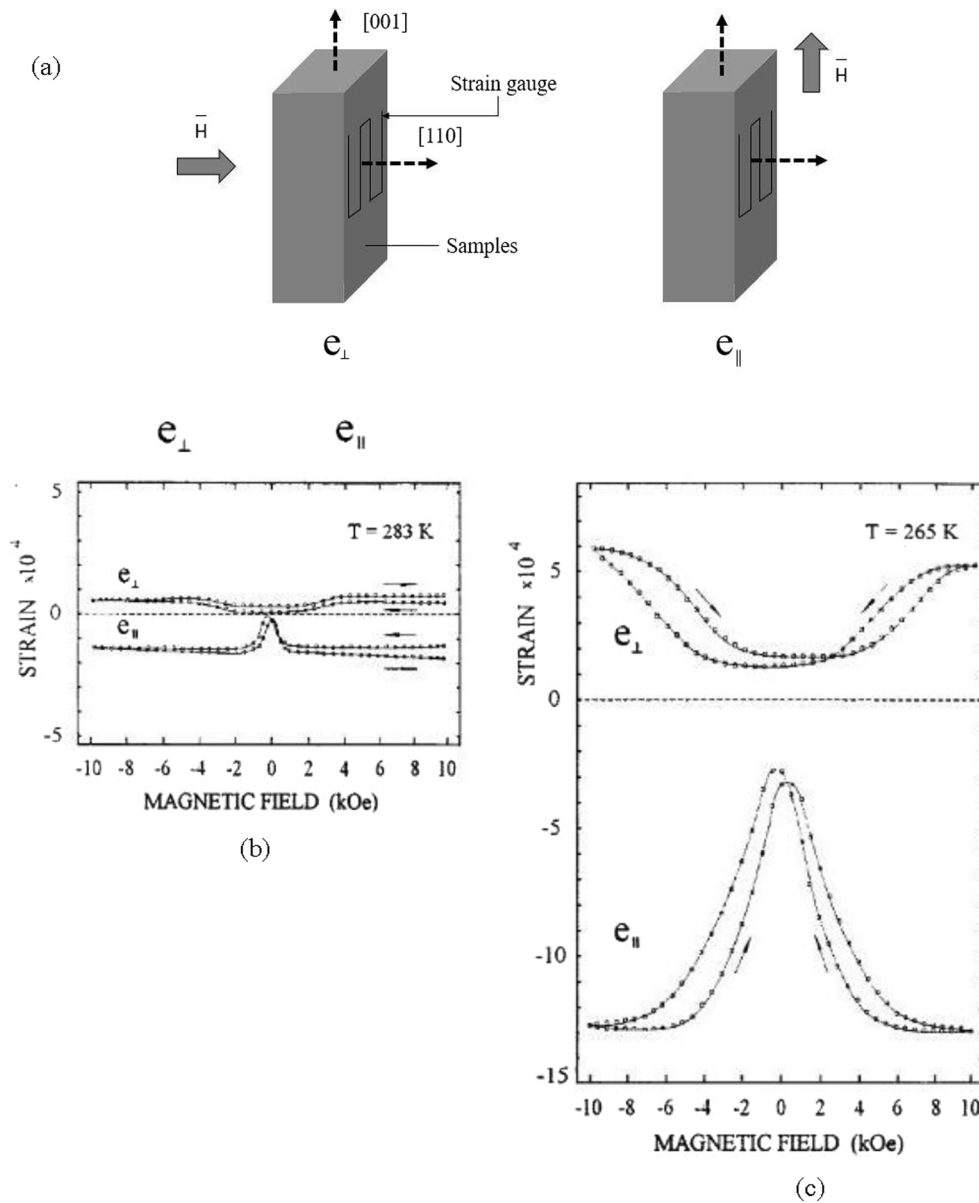 (a)
[001]
Strain gauge
H̅
[110]
Samples
e⊥
H̅
e∥
e⊥ e∥
5
0
-5
STRAIN x10⁻⁴
T = 283 K
e⊥
e∥
-10 -8 -6 -4 -2 0 2 4 6 8 10
MAGNETIC FIELD (kOe)
(b)
5
0
-5
-10
-15
STRAIN x10⁻⁴
T = 265 K
e⊥
e∥
-10 -8 -6 -4 -2 0 2 4 6 8 10
MAGNETIC FIELD (kOe)
(c)